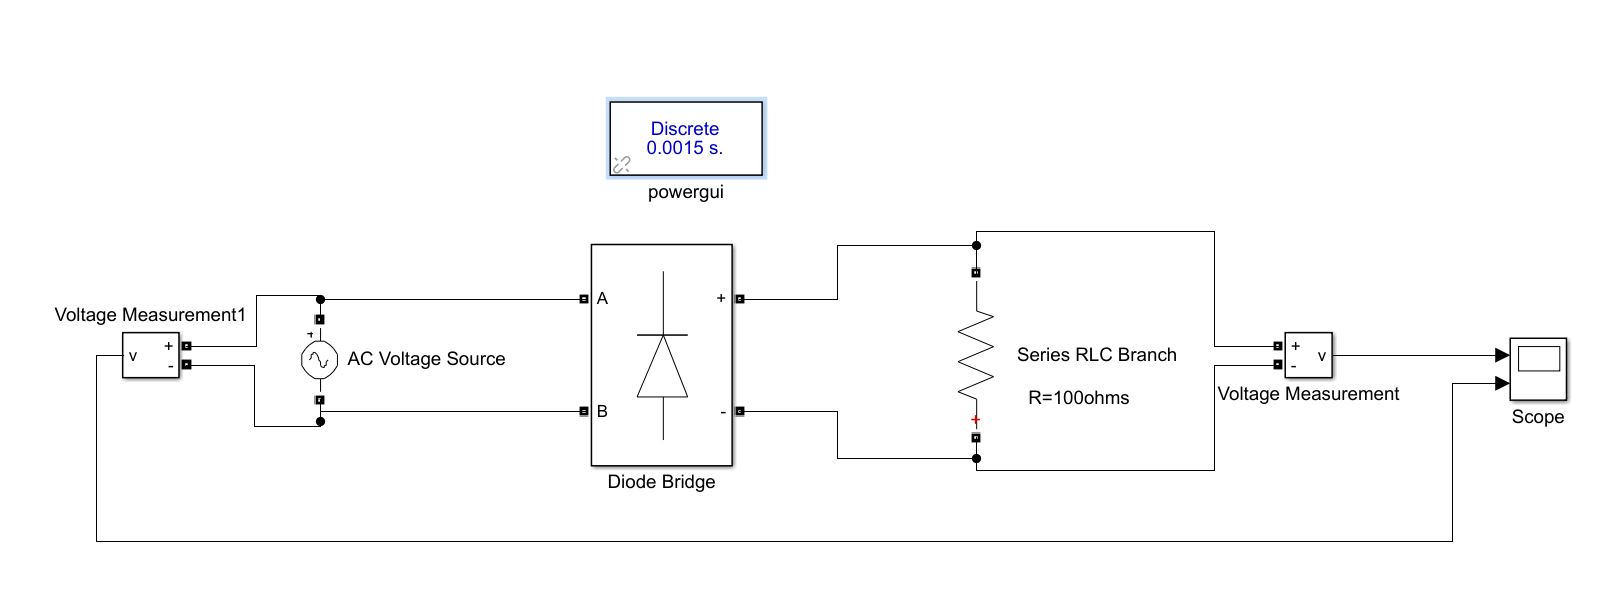 Discrete
0.0015 s.
powergui
Voltage Measurement1
+
v
-
+
AC Voltage Source
A
+
B
-
Diode Bridge
Series RLC Branch
R=100ohms
+
+
v
-
Voltage Measurement
Scope